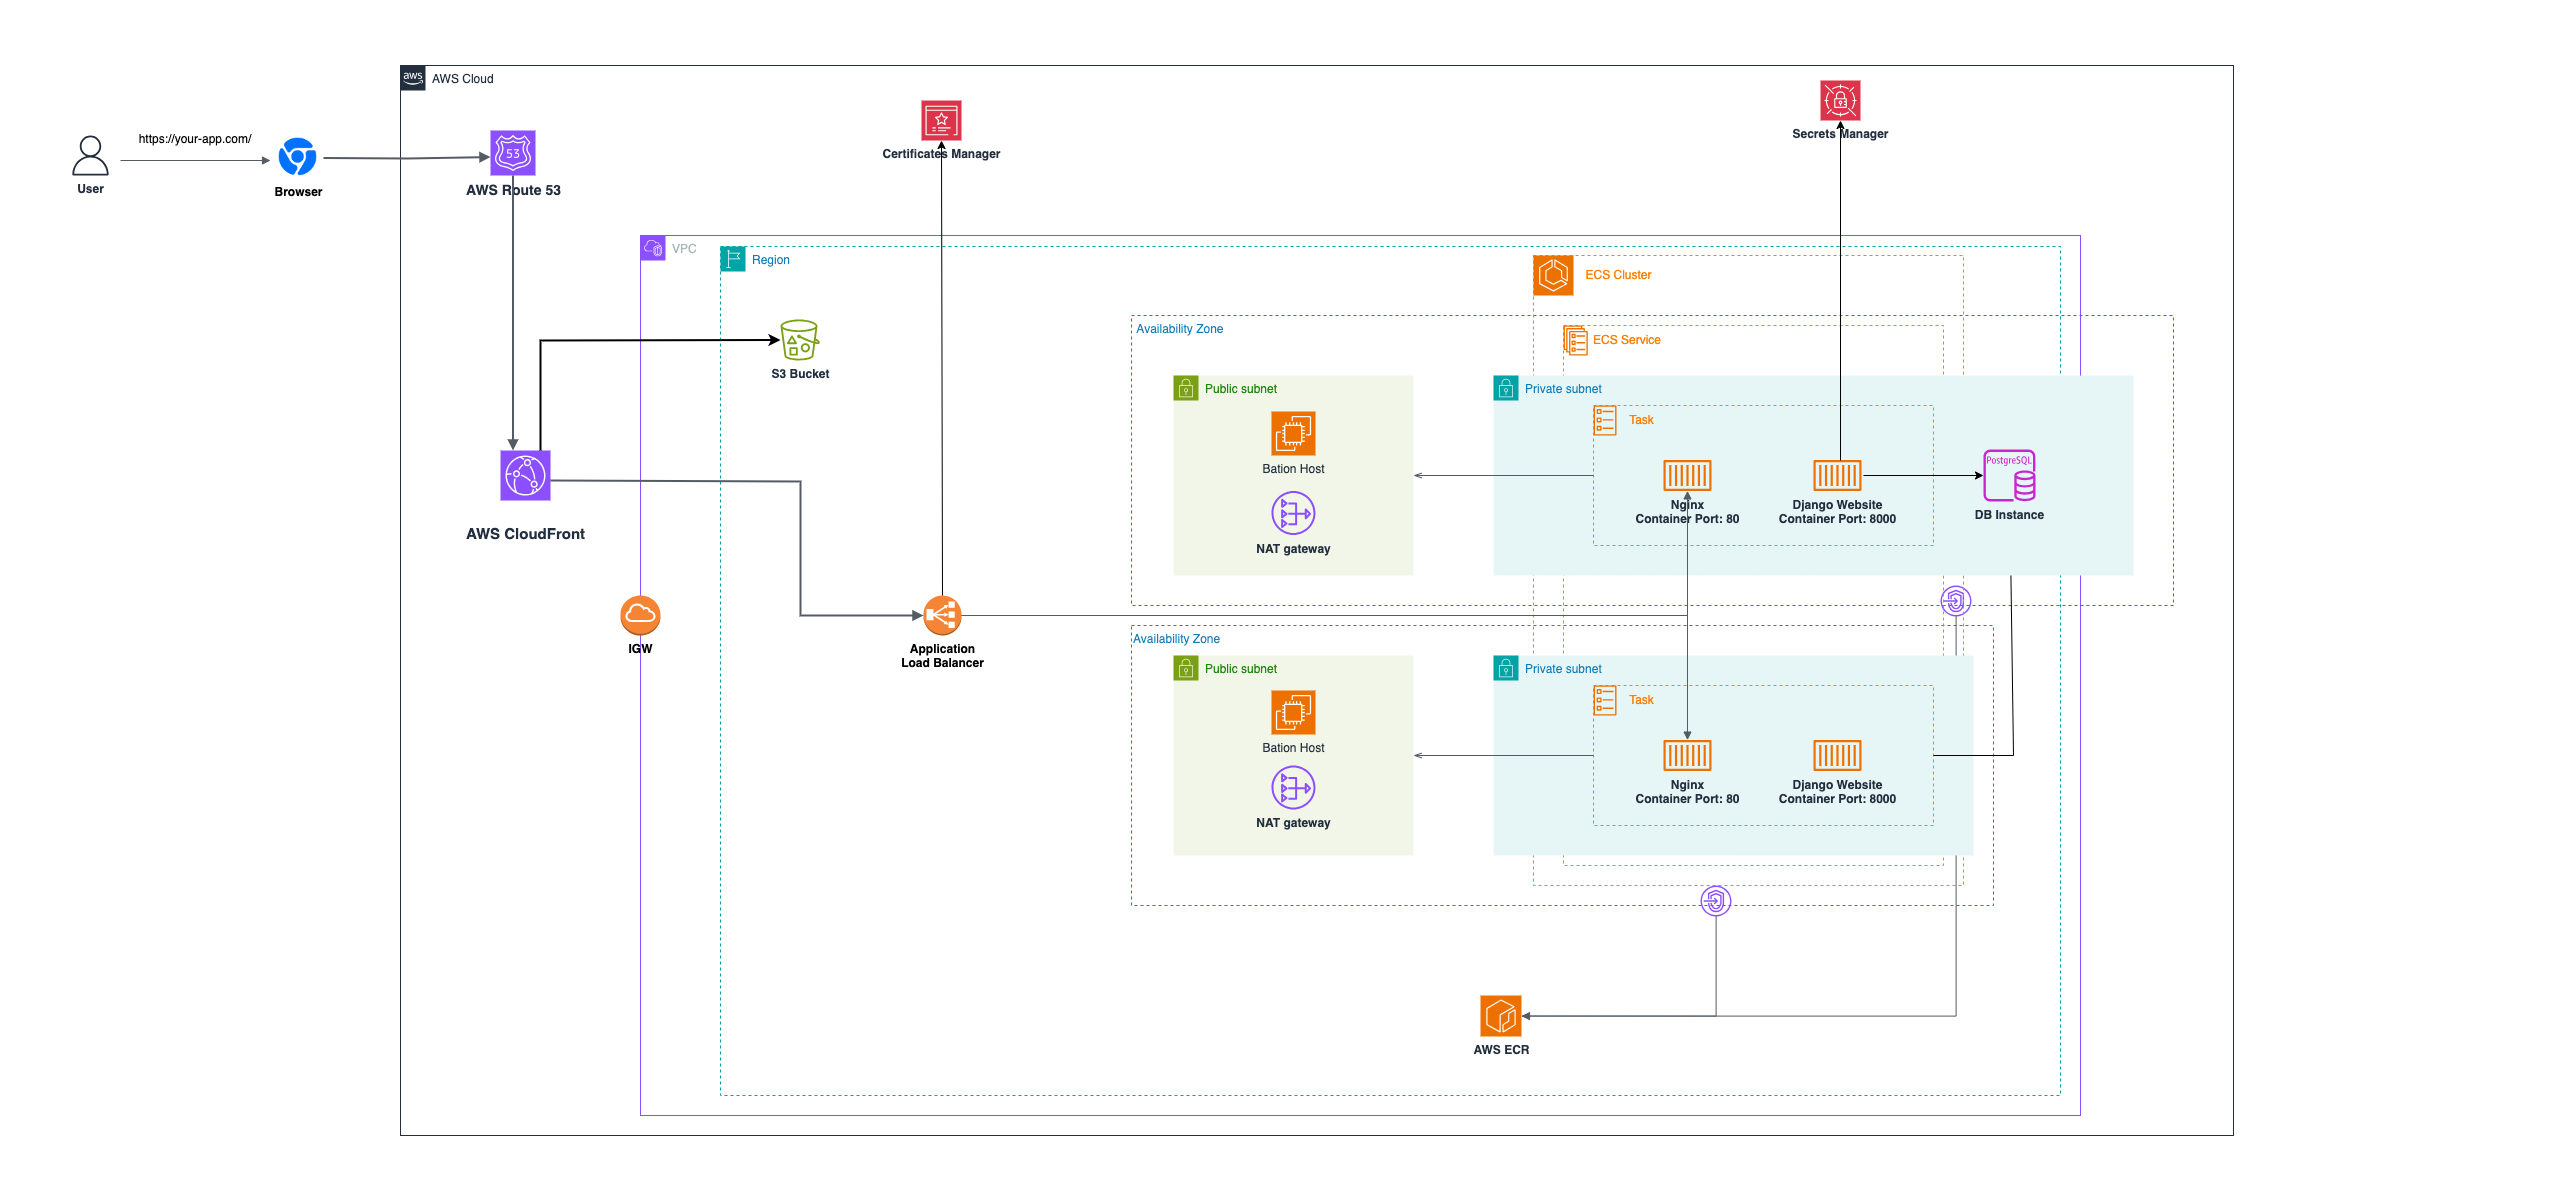 aws
AWS Cloud
https://your-app.com/
User
Browser
53
AWS Route 53
Certificates Manager
Secrets Manager
VPC
Region
ECS Cluster
Availability Zone
ECS Service
S3 Bucket
Public subnet
Private subnet
Task
Bation Host
NAT gateway
Nginx
Container Port: 80
Django Website
Container Port: 8000
PostgreSQL
DB Instance
AWS CloudFront
IGW
Application
Load Balancer
Availability Zone
Public subnet
Private subnet
Task
Bation Host
NAT gateway
Nginx
Container Port: 80
Django Website
Container Port: 8000
AWS ECR